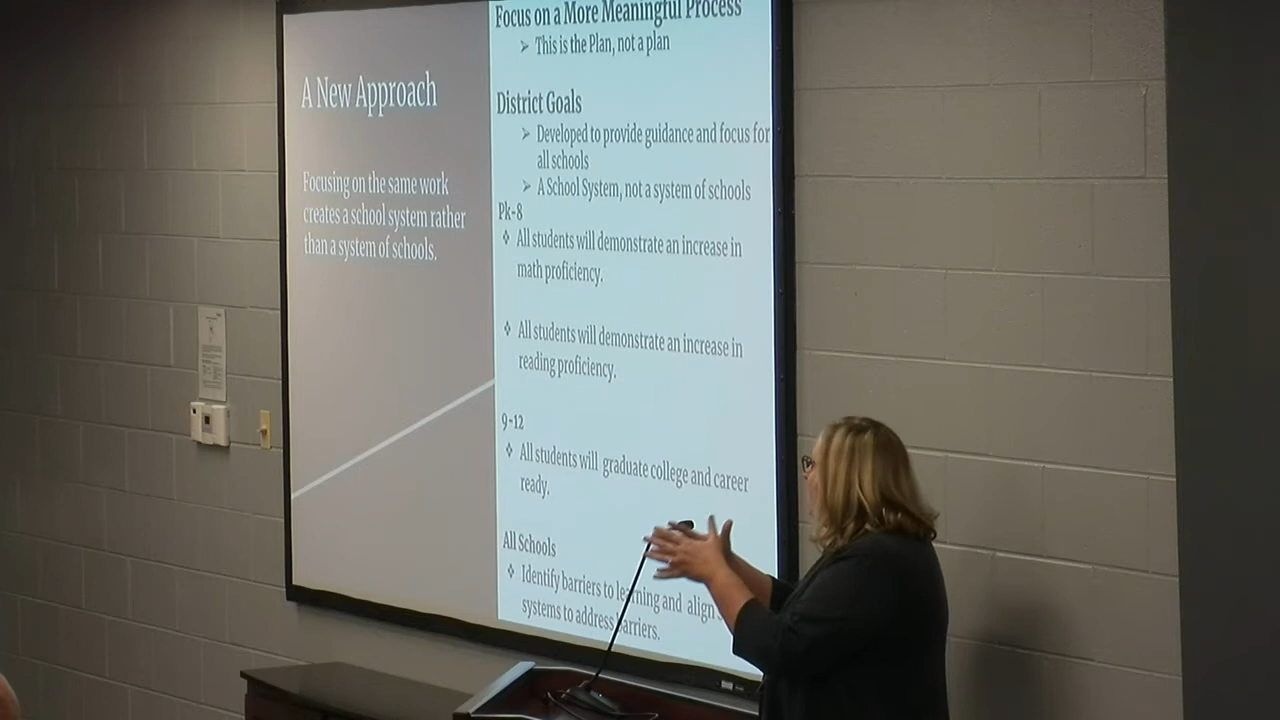 A New Approach
Focusing on the same work
creates a school system rather
than a system of schools.
Focus on a More Meaningful Process
➢ This is the Plan, not a plan
District Goals
➢ Developed to provide guidance and focus for
all schools
➢ A School System, not a system of schools
Pk-8
❖ All students will demonstrate an increase in
math proficiency.
❖ All students will demonstrate an increase in
reading proficiency.
9-12
❖ All students will graduate college and career
ready.
All Schools
❖ Identify barriers to learning and align
systems to address barriers.